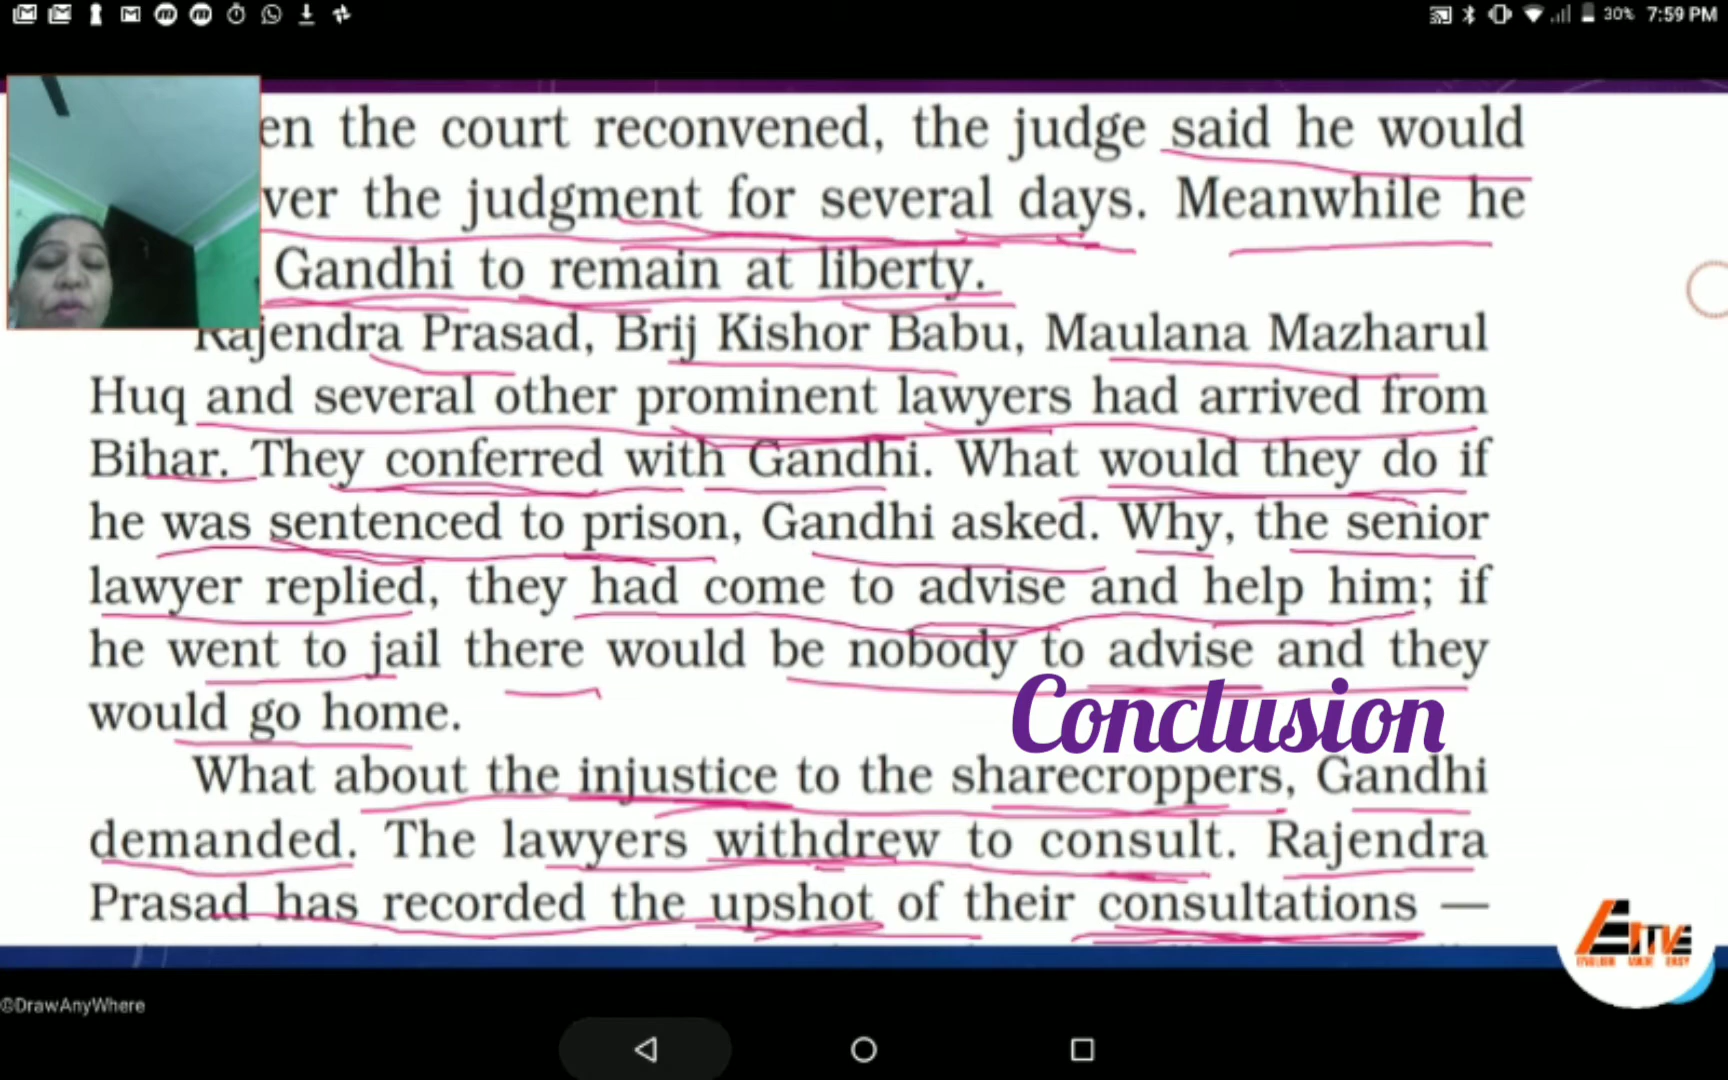 30% 7:59 PM
en the court reconvened, the judge said he would
ver the judgment for several days. Meanwhile he
Gandhi to remain at liberty.
Rajendra Prasad, Brij Kishor Babu, Maulana Mazharul
Huq and several other prominent lawyers had arrived from
Bihar. They conferred with Gandhi. What would they do if
he was sentenced to prison, Gandhi asked. Why, the senior
lawyer replied, they had come to advise and help him; if
he went to jail there would be nobody to advise and they
would go home.
Conclusion
What about the injustice to the sharecroppers, Gandhi
demanded. The lawyers withdrew to consult. Rajendra
Prasad has recorded the upshot of their consultations —
EME
ENGLISH MADE EASY
©DrawAnyWhere